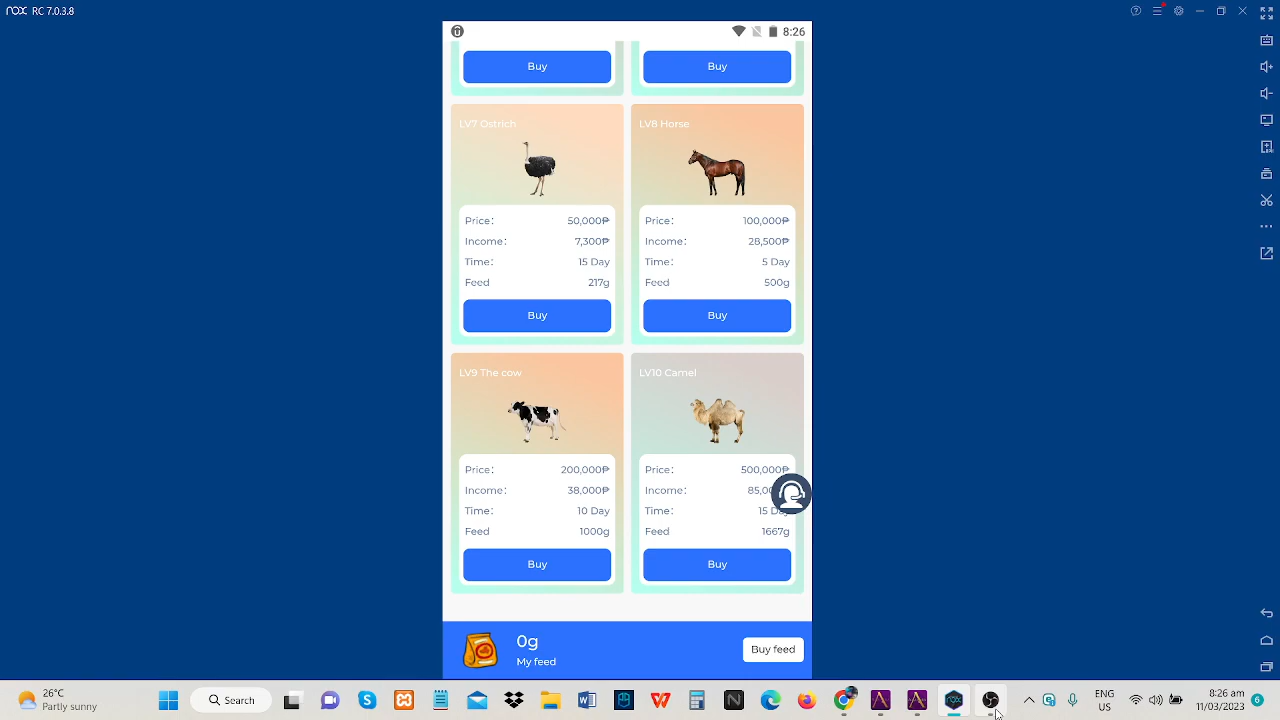 nox RC 7.0.3.8
8:26
Buy Buy
LV7 Ostrich LV8 Horse
Price: 50,000₱ Price: 100,000₱
Income: 7,300₱ Income: 28,500₱
Time: 15 Day Time: 5 Day
Feed 217g Feed 500g
Buy Buy
LV9 The cow LV10 Camel
Price: 200,000₱ Price: 500,000₱
Income: 38,000₱ Income:
Time: 10 Day Time: 15 Day
Feed 1000g Feed 1667g
Buy Buy
0g
My feed
Buy feed
26°C
Partly sunny
Search
ENG
US
8:26 am
11/03/2023
6